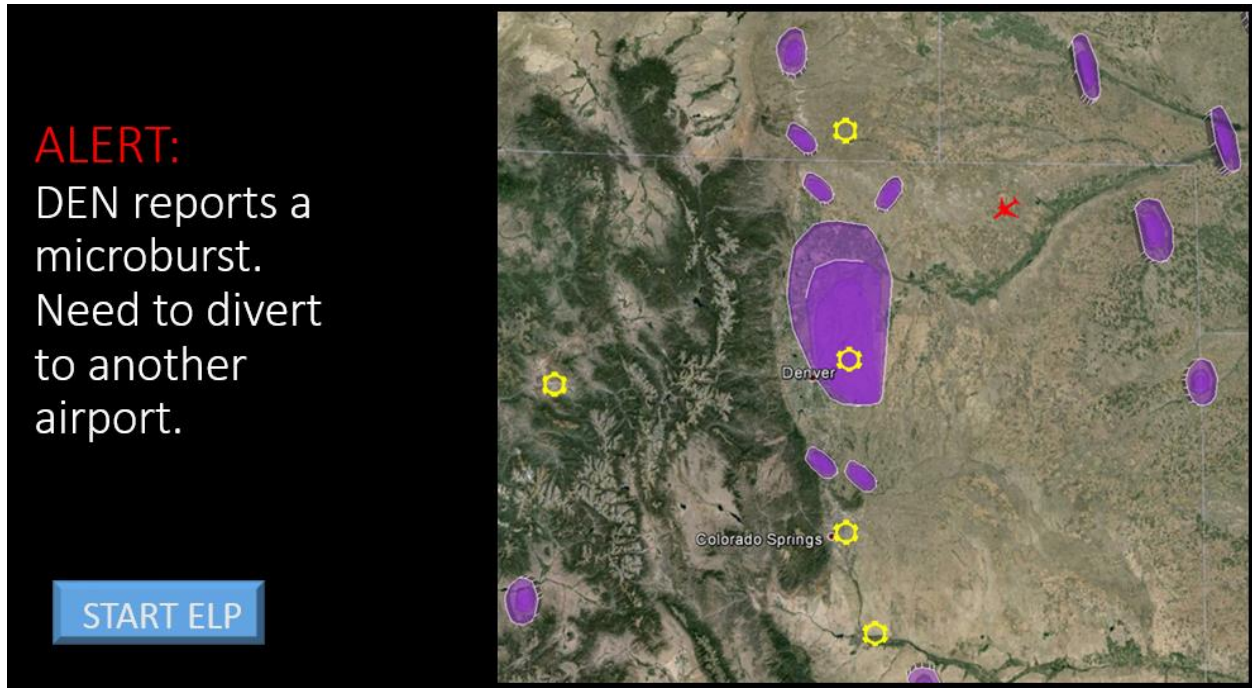 ALERT:
DEN reports a
microburst.
Need to divert
to another
airport.
START ELP
Denver
Colorado Springs